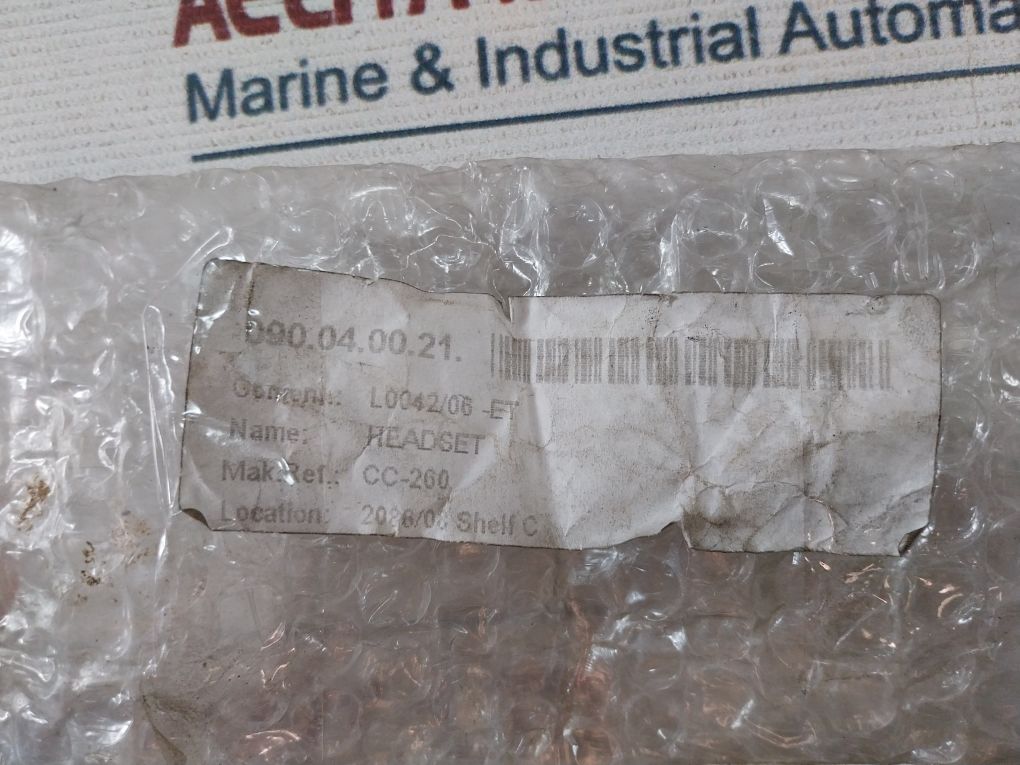 Marine & Industrial Automa
090.04.00.21.
L0042/06 -ET
Name: HEADSET
Mak.Ref.: CC-260
Location: Shelf C